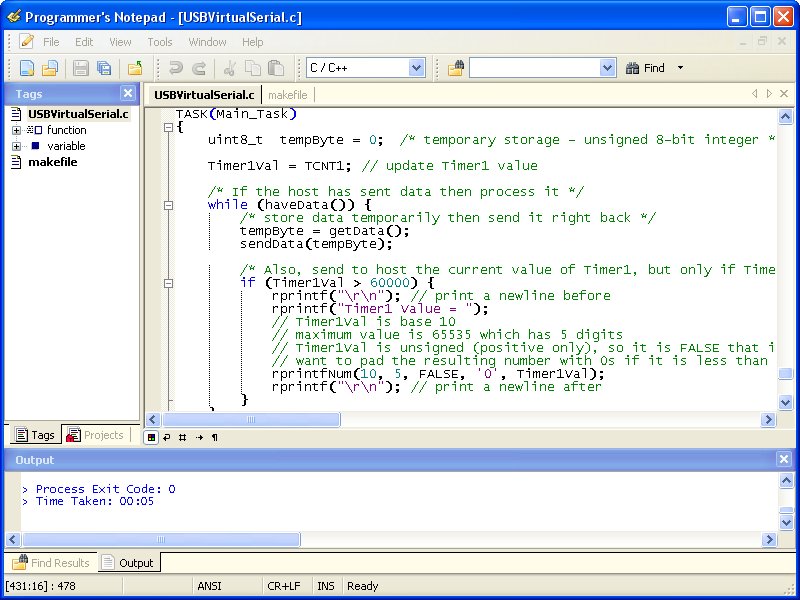 Programmer's Notepad - [USBVirtualSerial.c]
File Edit View Tools Window Help
C / C++ Find
Tags
USBVirtualSerial.c
function
variable
makefile
USBVirtualSerial.c makefile
TASK(Main_Task)
{
uint8_t tempByte = 0; /* temporary storage - unsigned 8-bit integer *
Timer1Val = TCNT1; // update Timer1 value
/* If the host has sent data then process it */
while (haveData()) {
/* store data temporarily then send it right back */
tempByte = getData();
sendData(tempByte);
/* Also, send to host the current value of Timer1, but only if Time
if (Timer1Val > 60000) {
rprintf("\r\n"); // print a newline before
rprintf("Timer1 Value = ");
// Timer1Val is base 10
// maximum value is 65535 which has 5 digits
// Timer1Val is unsigned (positive only), so it is FALSE that i
// want to pad the resulting number with 0s if it is less than
rprintfNum(10, 5, FALSE, '0', Timer1Val);
rprintf("\r\n"); // print a newline after
}
Tags Projects
Output
> Process Exit Code: 0
> Time Taken: 00:05
Find Results Output
[431:16] : 478 ANSI CR+LF INS Ready